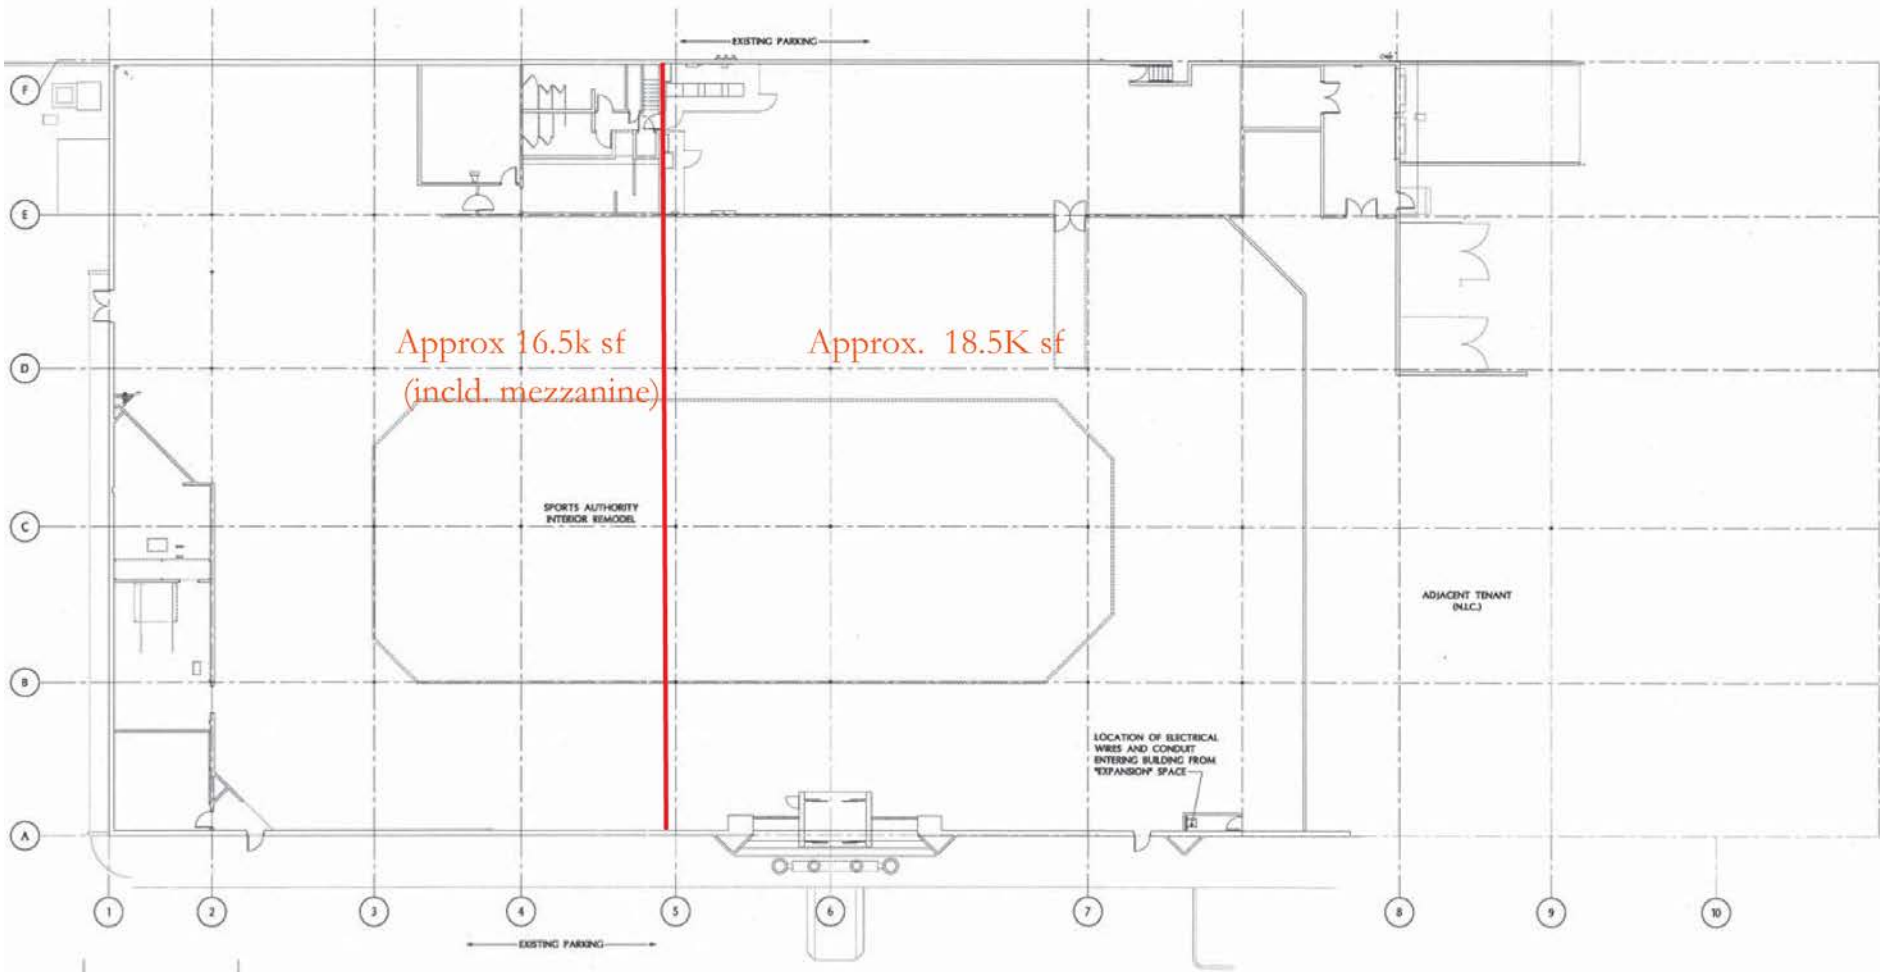 EXISTING PARKING
F
E
Approx 16.5k sf
(incld. mezzanine)
Approx. 18.5K sf
D
SPORTS AUTHORITY
INTERIOR REMODEL
C
ADJACENT TENANT
(N.I.C.)
B
LOCATION OF ELECTRICAL
WIRES AND CONDUIT
ENTERING BUILDING FROM
"EXPANSION" SPACE
A
1 2 3 4 5 6 7 8 9 10
EXISTING PARKING